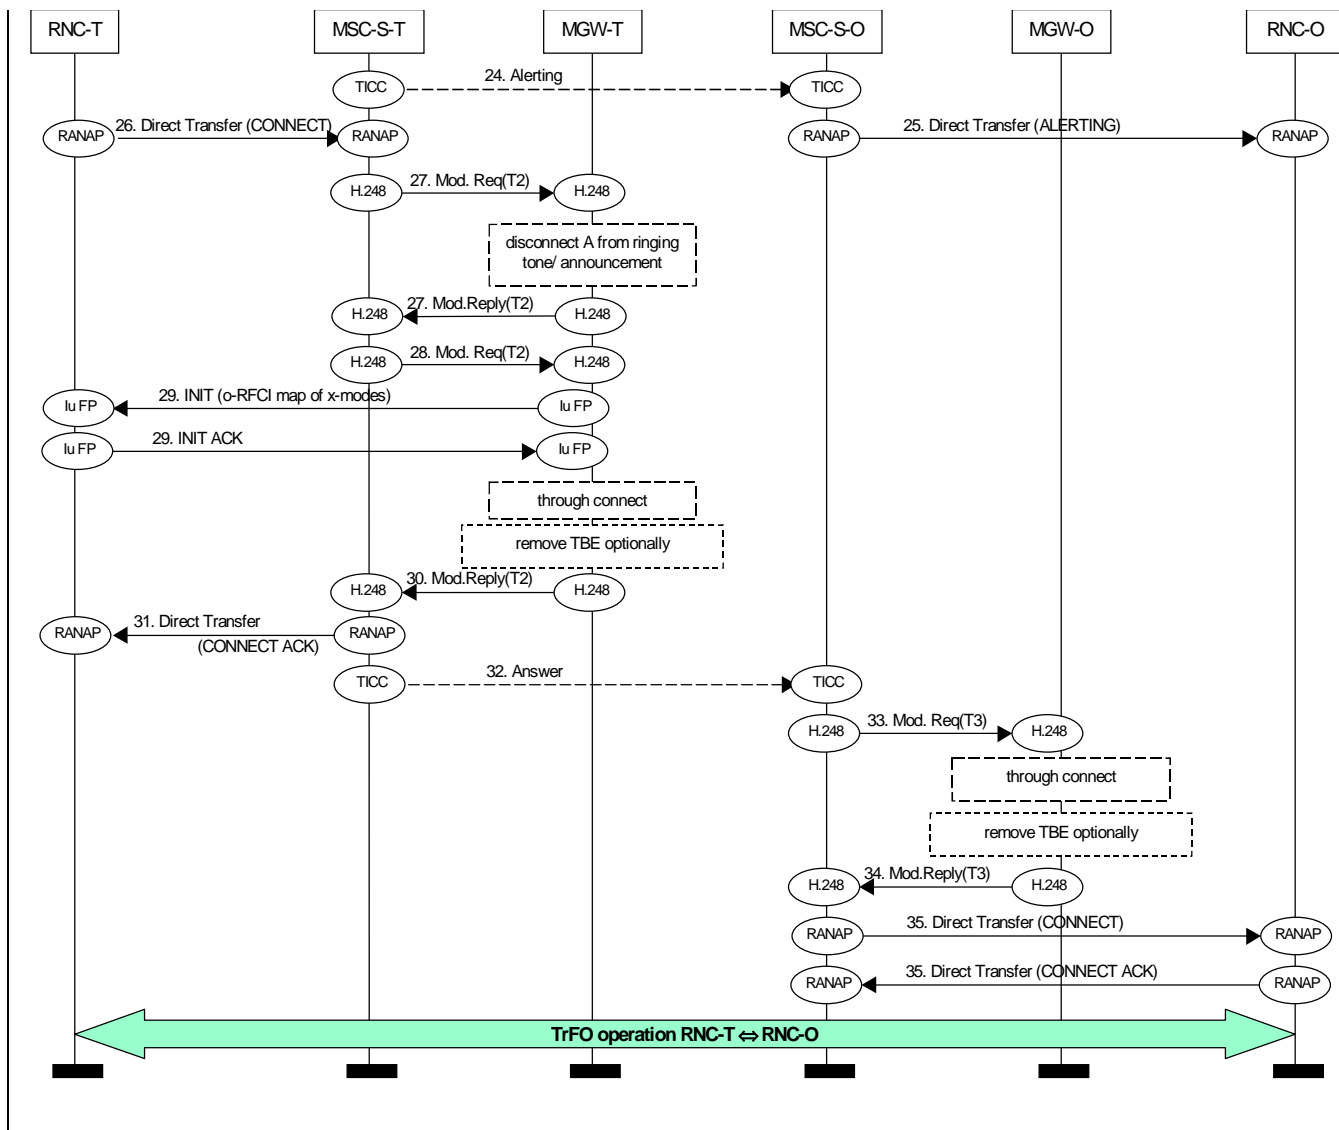 RNC-T MSC-S-T MGW-T MSC-S-O MGW-O RNC-O
24. Alerting
TICC TICC
26. Direct Transfer (CONNECT) 25. Direct Transfer (ALERTING)
RANAP RANAP RANAP RANAP
27. Mod. Req(T2)
H.248 H.248
disconnect A from ringing
tone/ announcement
27. Mod.Reply(T2)
H.248 H.248
28. Mod. Req(T2)
H.248 H.248
29. INIT (o-RFCI map of x-modes)
Iu FP Iu FP
29. INIT ACK
Iu FP Iu FP
through connect
remove TBE optionally
30. Mod.Reply(T2)
H.248 H.248
31. Direct Transfer
RANAP RANAP
(CONNECT ACK)
32. Answer
TICC TICC
33. Mod. Req(T3)
H.248 H.248
through connect
remove TBE optionally
34. Mod.Reply(T3)
H.248 H.248
35. Direct Transfer (CONNECT)
RANAP RANAP
35. Direct Transfer (CONNECT ACK)
RANAP RANAP
TrFO operation RNC-T ⇔ RNC-O